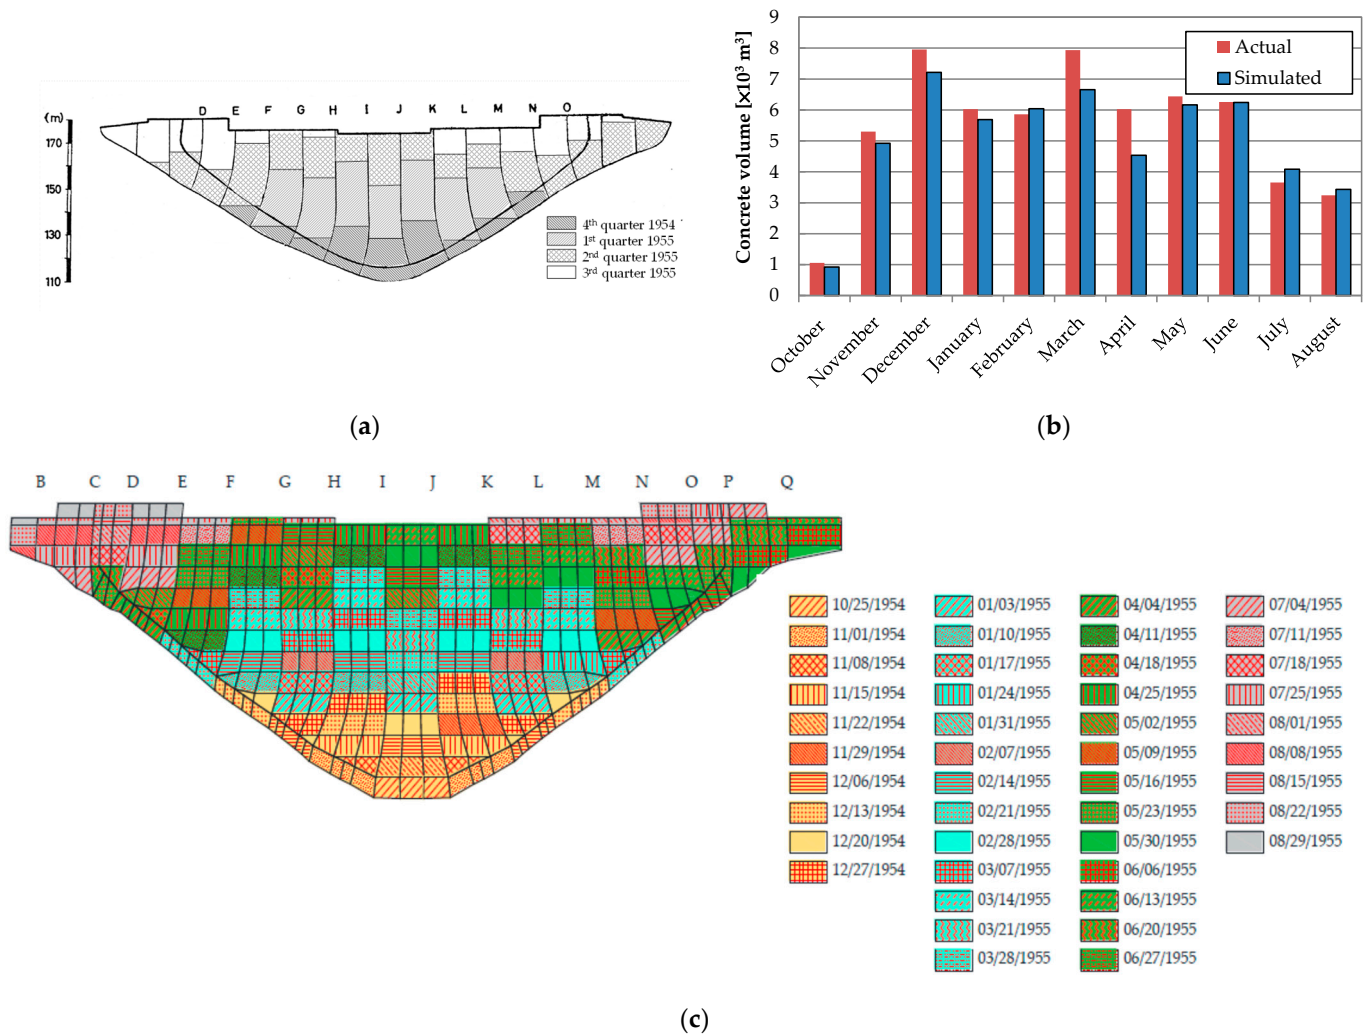 D E F G H I J K L M N O
(m)
170
150
130
110
4th quarter 1954
1st quarter 1955
2nd quarter 1955
3rd quarter 1955
(a)
Concrete volume [×10³ m³]
9
8
7
6
5
4
3
2
1
0
Actual
Simulated
October
November
December
January
February
March
April
May
June
July
August
(b)
B C D E F G H I J K L M N O P Q
10/25/1954 01/03/1955 04/04/1955 07/04/1955
11/01/1954 01/10/1955 04/11/1955 07/11/1955
11/08/1954 01/17/1955 04/18/1955 07/18/1955
11/15/1954 01/24/1955 04/25/1955 07/25/1955
11/22/1954 01/31/1955 05/02/1955 08/01/1955
11/29/1954 02/07/1955 05/09/1955 08/08/1955
12/06/1954 02/14/1955 05/16/1955 08/15/1955
12/13/1954 02/21/1955 05/23/1955 08/22/1955
12/20/1954 02/28/1955 05/30/1955 08/29/1955
12/27/1954 03/07/1955 06/06/1955
03/14/1955 06/13/1955
03/21/1955 06/20/1955
03/28/1955 06/27/1955
(c)